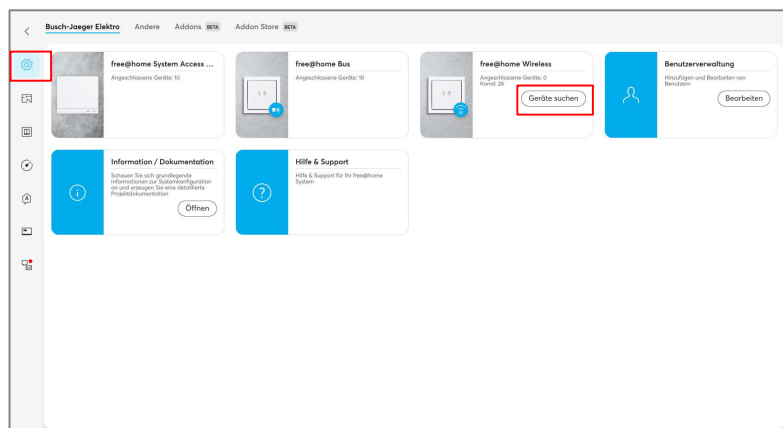 Busch-Jaeger Elektro Andere Addons BETA Addon Store BETA
free@home System Access ...
Angeschlossene Geräte: 10
free@home Bus
Angeschlossene Geräte: 10
free@home Wireless
Angeschlossene Geräte: 0
Kanal: 26
Geräte suchen
Benutzerverwaltung
Hinzufügen und Bearbeiten von
Benutzern
Bearbeiten
Information / Dokumentation
Schauen Sie sich grundlegende
Informationen zur Systemkonfiguration
an und erzeugen Sie eine detaillierte
Projektdokumentation
Öffnen
Hilfe & Support
Hilfe & Support für Ihr free@home
System